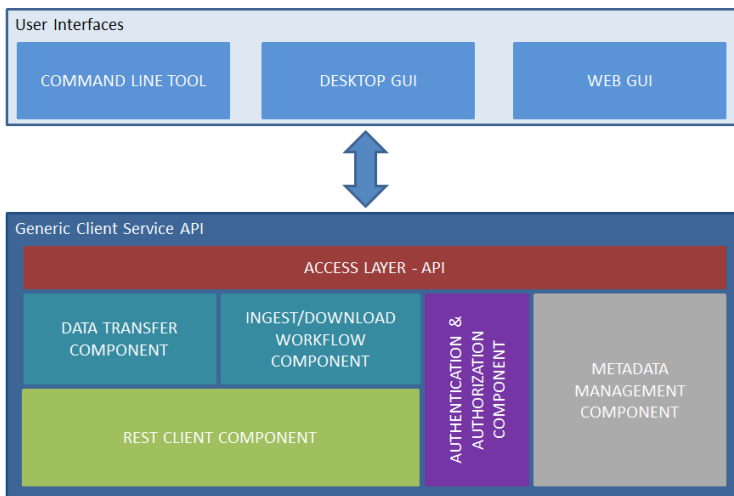 User Interfaces
COMMAND LINE TOOL
DESKTOP GUI
WEB GUI
Generic Client Service API
ACCESS LAYER - API
DATA TRANSFER
COMPONENT
INGEST/DOWNLOAD
WORKFLOW
COMPONENT
AUTHENTICATION &
AUTHORIZATION
COMPONENT
METADATA
MANAGEMENT
COMPONENT
REST CLIENT COMPONENT